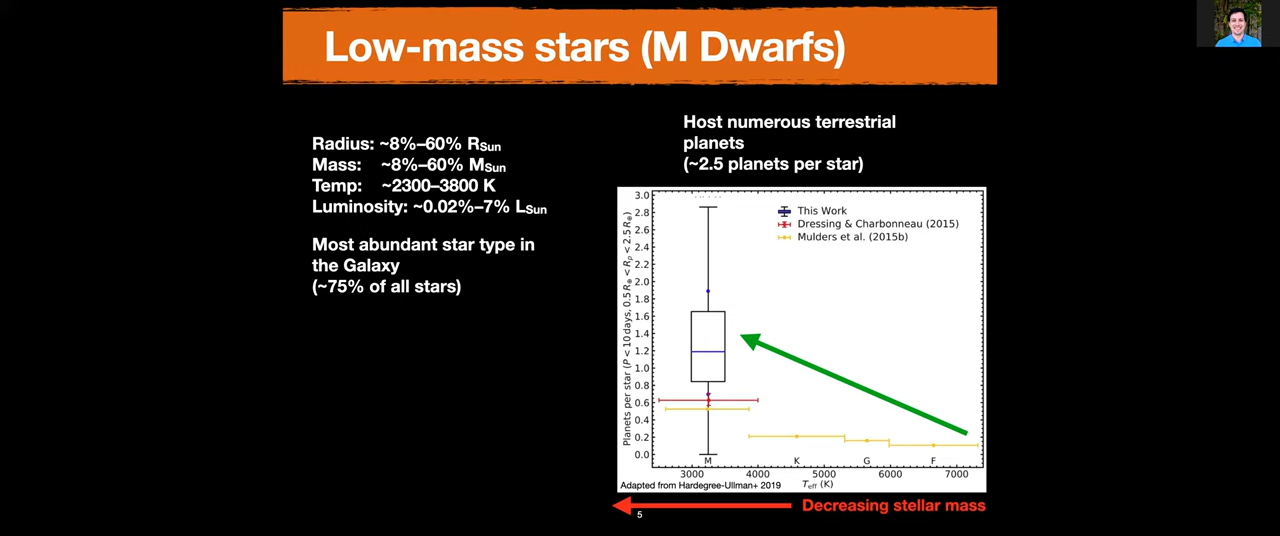 Low-mass stars (M Dwarfs)
Radius: ~8%–60% RSun
Mass: ~8%–60% MSun
Temp: ~2300–3800 K
Luminosity: ~0.02%–7% LSun
Most abundant star type in
the Galaxy
(~75% of all stars)
Host numerous terrestrial
planets
(~2.5 planets per star)
Planets per star (P < 10 days, 0.5 R⊕ < Rp < 2.5 R⊕)
3.0
2.8
2.6
2.4
2.2
2.0
1.8
1.6
1.4
1.2
1.0
0.8
0.6
0.4
0.2
0.0
This Work
Dressing & Charbonneau (2015)
Mulders et al. (2015b)
M K G F
3000 4000 5000 6000 7000
Teff (K)
Adapted from Hardegree-Ullman+ 2019
Decreasing stellar mass
5